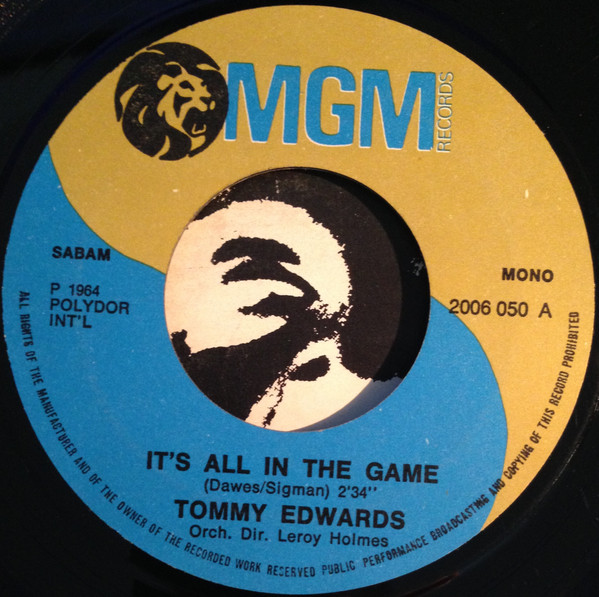 MGM
RECORDS
SABAM
P 1964
POLYDOR
INT'L
MONO
2006 050 A
IT'S ALL IN THE GAME
(Dawes/Sigman) 2'34''
TOMMY EDWARDS
Orch. Dir. Leroy Holmes
ALL RIGHTS OF THE MANUFACTURER AND OF THE OWNER OF THE RECORDED WORK RESERVED PUBLIC PERFORMANCE BROADCASTING AND COPYING OF THIS RECORD PROHIBITED